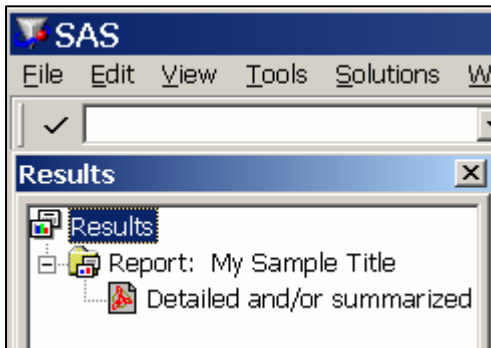 SAS
File Edit View Tools Solutions W
Results
Results
Report: My Sample Title
Detailed and/or summarized